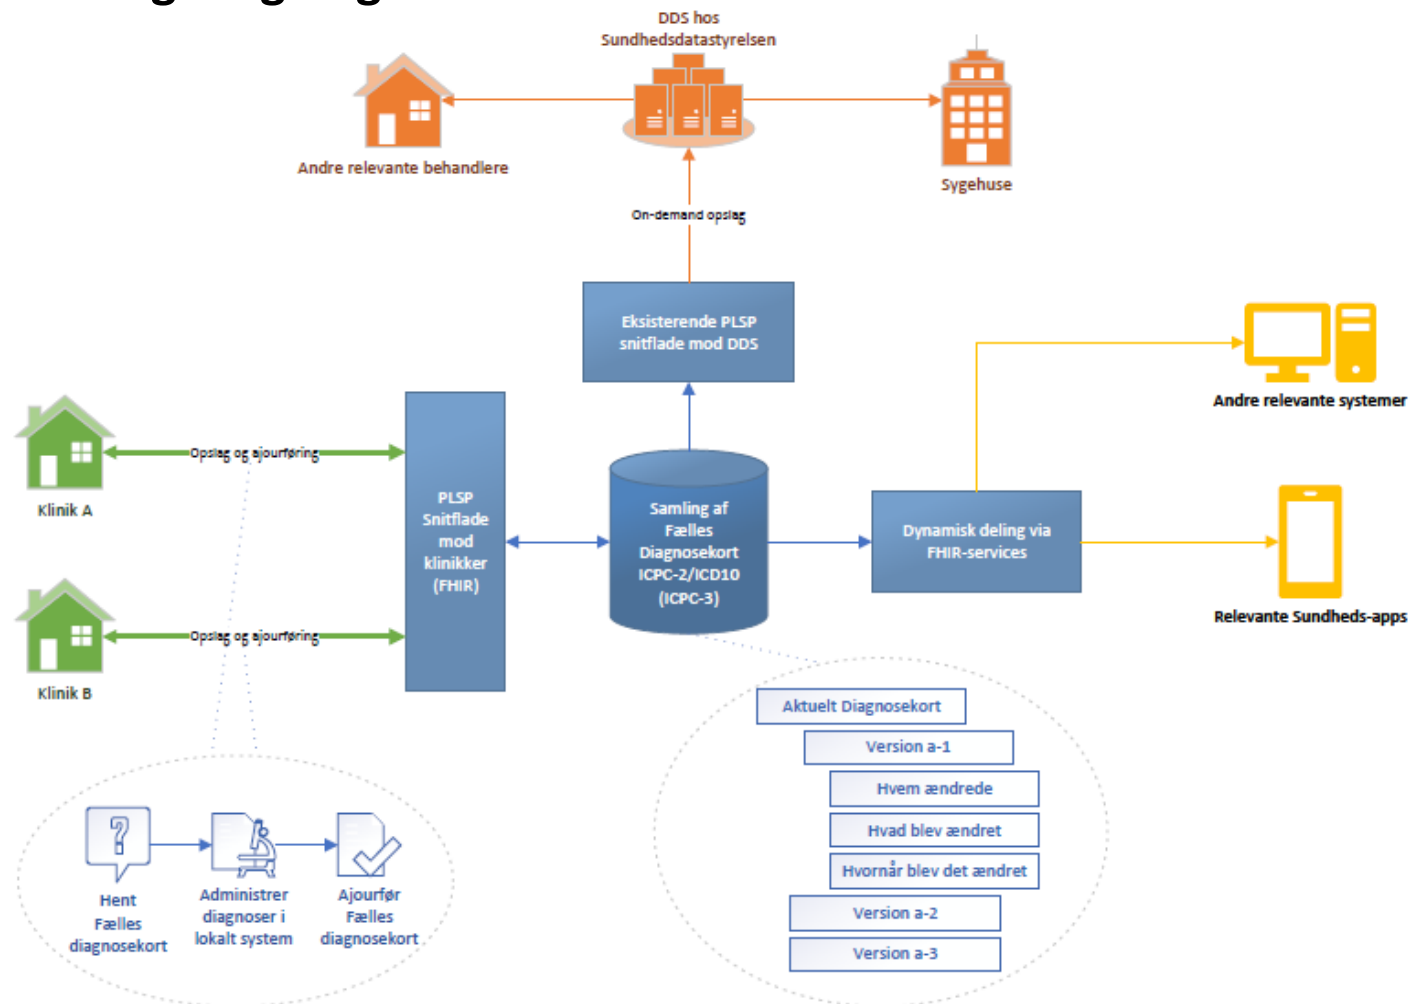 DDS hos
Sundhedsdatastyrelsen
Andre relevante behandlere
Sygehuse
On-demand opslag
Eksisterende PLSP
snitflade mod DDS
Andre relevante systemer
Klinik A
Opslag og ajourføring
PLSP
Snitflade
mod
klinikker
(FHIR)
Samling af
Fælles
Diagnosekort
ICPC-2/ICD10
(ICPC-3)
Dynamisk deling via
FHIR-services
Relevante Sundheds-apps
Klinik B
Opslag og ajourføring
Hent
Fælles
diagnosekort
Administrer
diagnoser i
lokalt system
Ajourfør
Fælles
diagnosekort
Aktuelt Diagnosekort
Version a-1
Hvem ændrede
Hvad blev ændret
Hvornår blev det ændret
Version a-2
Version a-3